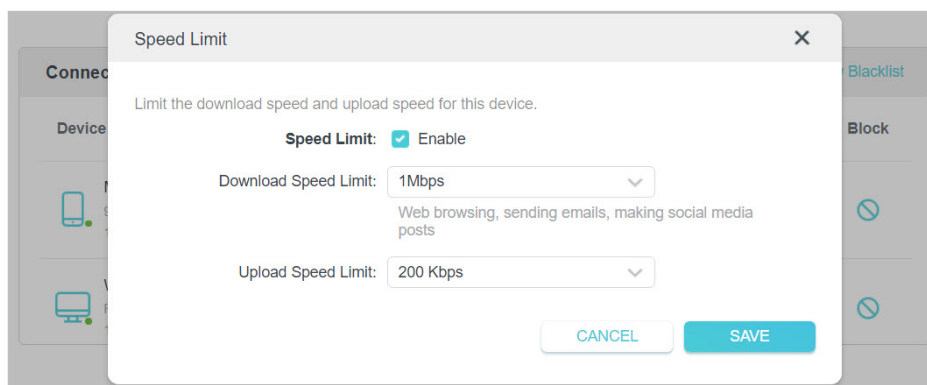 Speed Limit
Connec
Blacklist
Limit the download speed and upload speed for this device.
Device
Speed Limit: Enable
Block
Download Speed Limit: 1Mbps
Web browsing, sending emails, making social media
posts
Upload Speed Limit: 200 Kbps
CANCEL
SAVE